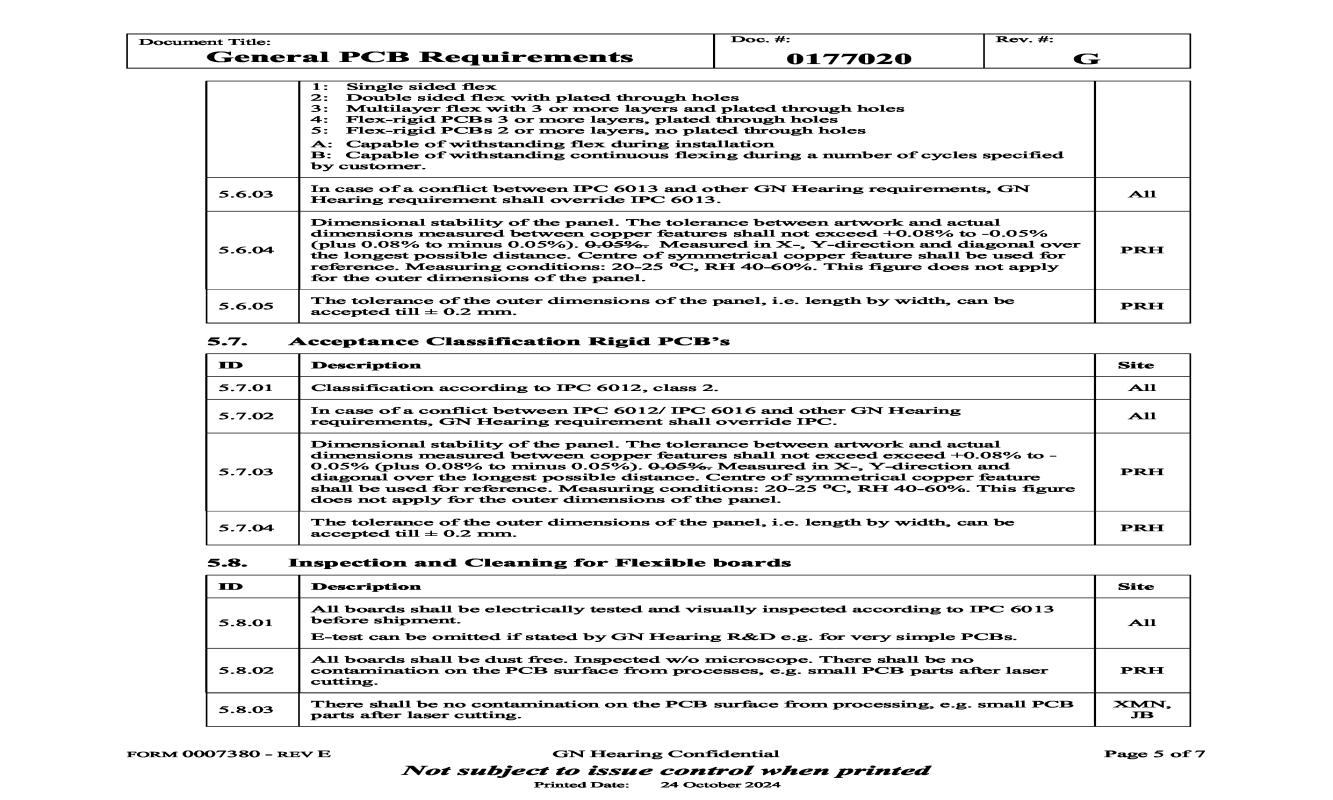 Document Title:
General PCB Requirements
Doc. #:
0177020
Rev. #:
G
1: Single sided flex
2: Double sided flex with plated through holes
3: Multilayer flex with 3 or more layers and plated through holes
4: Flex-rigid PCBs 3 or more layers, plated through holes
5: Flex-rigid PCBs 2 or more layers, no plated through holes
A: Capable of withstanding flex during installation
B: Capable of withstanding continuous flexing during a number of cycles specified
by customer.
5.6.03
In case of a conflict between IPC 6013 and other GN Hearing requirements, GN
Hearing requirement shall override IPC 6013.
All
5.6.04
Dimensional stability of the panel. The tolerance between artwork and actual
dimensions measured between copper features shall not exceed +0.08% to -0.05%
(plus 0.08% to minus 0.05%). 0.05%. Measured in X-, Y-direction and diagonal over
the longest possible distance. Centre of symmetrical copper feature shall be used for
reference. Measuring conditions: 20-25 °C, RH 40-60%. This figure does not apply
for the outer dimensions of the panel.
PRH
5.6.05
The tolerance of the outer dimensions of the panel, i.e. length by width, can be
accepted till ± 0.2 mm.
PRH
5.7. Acceptance Classification Rigid PCB's
ID Description Site
5.7.01 Classification according to IPC 6012, class 2. All
5.7.02
In case of a conflict between IPC 6012/ IPC 6016 and other GN Hearing
requirements, GN Hearing requirement shall override IPC.
All
5.7.03
Dimensional stability of the panel. The tolerance between artwork and actual
dimensions measured between copper features shall not exceed exceed +0.08% to -
0.05% (plus 0.08% to minus 0.05%). 0.05%. Measured in X-, Y-direction and
diagonal over the longest possible distance. Centre of symmetrical copper feature
shall be used for reference. Measuring conditions: 20-25 °C, RH 40-60%. This figure
does not apply for the outer dimensions of the panel.
PRH
5.7.04
The tolerance of the outer dimensions of the panel, i.e. length by width, can be
accepted till ± 0.2 mm.
PRH
5.8. Inspection and Cleaning for Flexible boards
ID Description Site
5.8.01
All boards shall be electrically tested and visually inspected according to IPC 6013
before shipment.
E-test can be omitted if stated by GN Hearing R&D e.g. for very simple PCBs.
All
5.8.02
All boards shall be dust free. Inspected w/o microscope. There shall be no
contamination on the PCB surface from processes, e.g. small PCB parts after laser
cutting.
PRH
5.8.03
There shall be no contamination on the PCB surface from processing, e.g. small PCB
parts after laser cutting.
XMN,
JB
FORM 0007380 - REV E GN Hearing Confidential Page 5 of 7
Not subject to issue control when printed
Printed Date: 24 October 2024